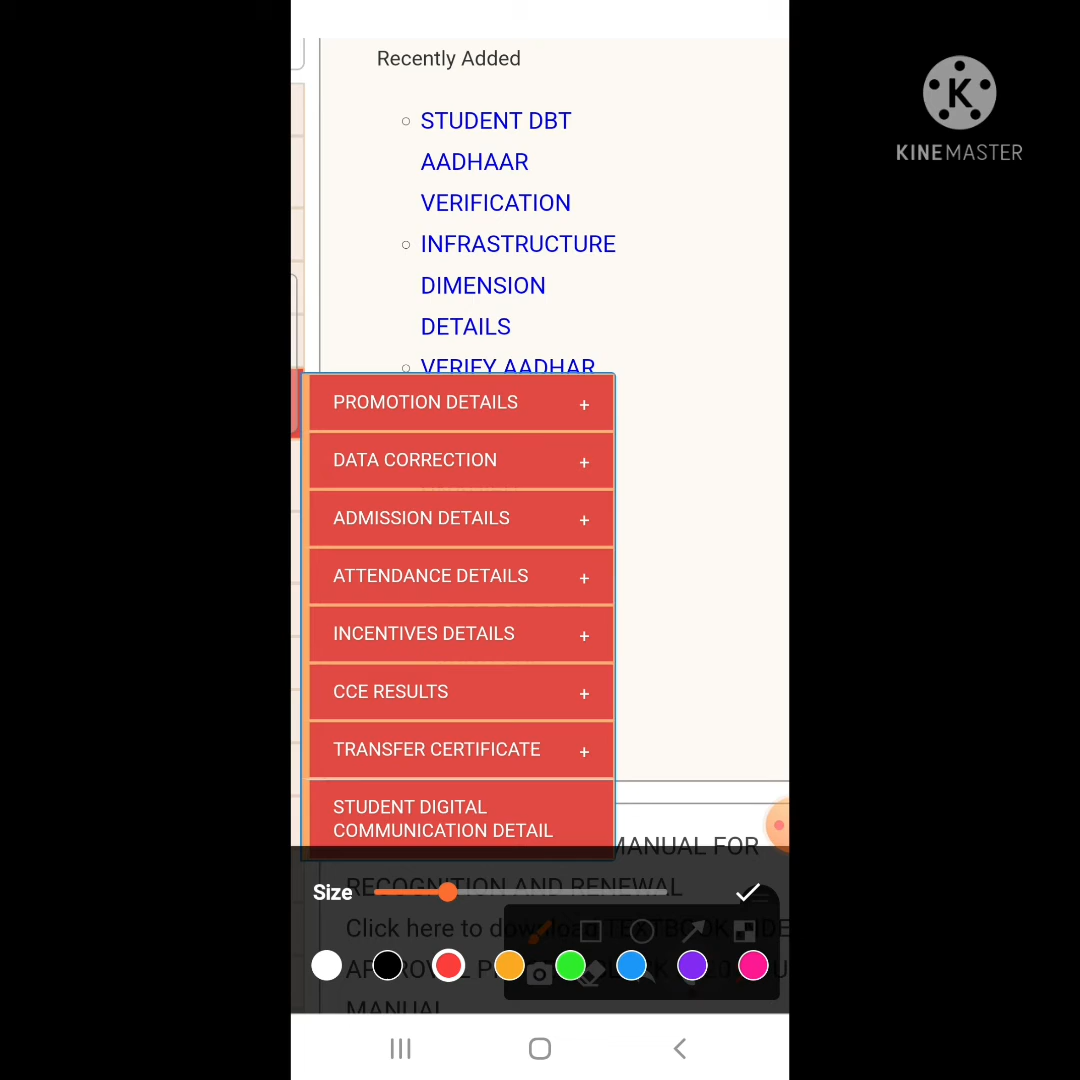 Recently Added
STUDENT DBT
AADHAAR
VERIFICATION
INFRASTRUCTURE
DIMENSION
DETAILS
VERIFY AADHAR
PROMOTION DETAILS +
DATA CORRECTION +
ADMISSION DETAILS +
ATTENDANCE DETAILS +
INCENTIVES DETAILS +
CCE RESULTS +
TRANSFER CERTIFICATE +
STUDENT DIGITAL
COMMUNICATION DETAIL
MANUAL FOR
RECOGNITION AND RENEWAL
Size
Click here to download
MANUAL
K
KINEMASTER